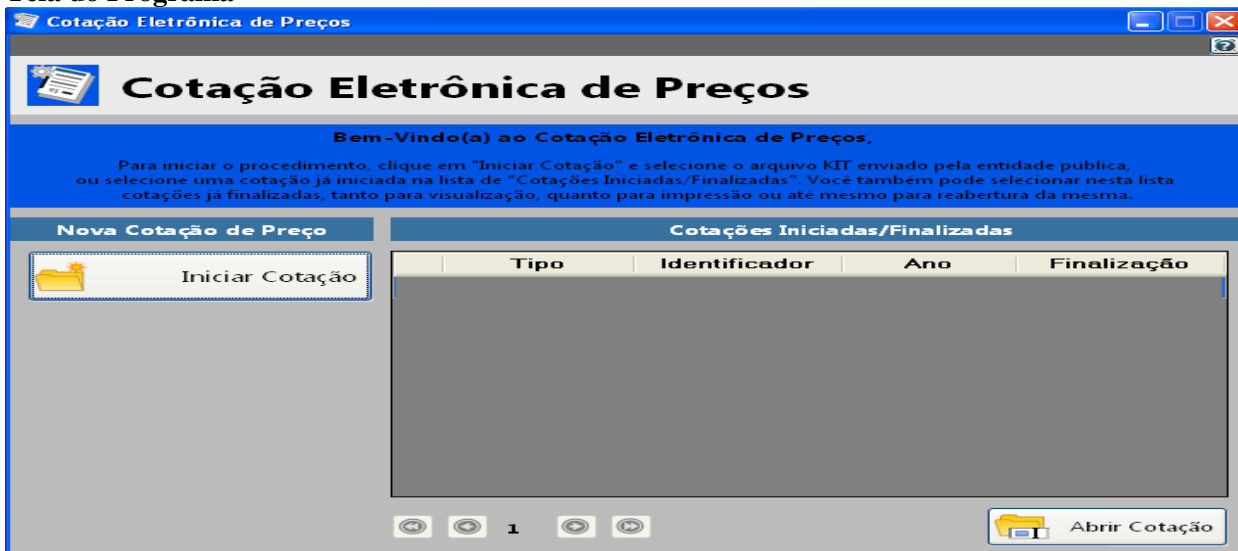 Tela do Programa
Cotação Eletrônica de Preços
Cotação Eletrônica de Preços
Bem-Vindo(a) ao Cotação Eletrônica de Preços,
Para iniciar o procedimento, clique em "Iniciar Cotação" e selecione o arquivo KIT enviado pela entidade publica,
ou selecione uma cotação já iniciada na lista de "Cotações Iniciadas/Finalizadas". Você também pode selecionar nesta lista
cotações já finalizadas, tanto para visualização, quanto para impressão ou até mesmo para reabertura da mesma.
Nova Cotação de Preço
Cotações Iniciadas/Finalizadas
Iniciar Cotação
Tipo Identificador Ano Finalização
1
Abrir Cotação